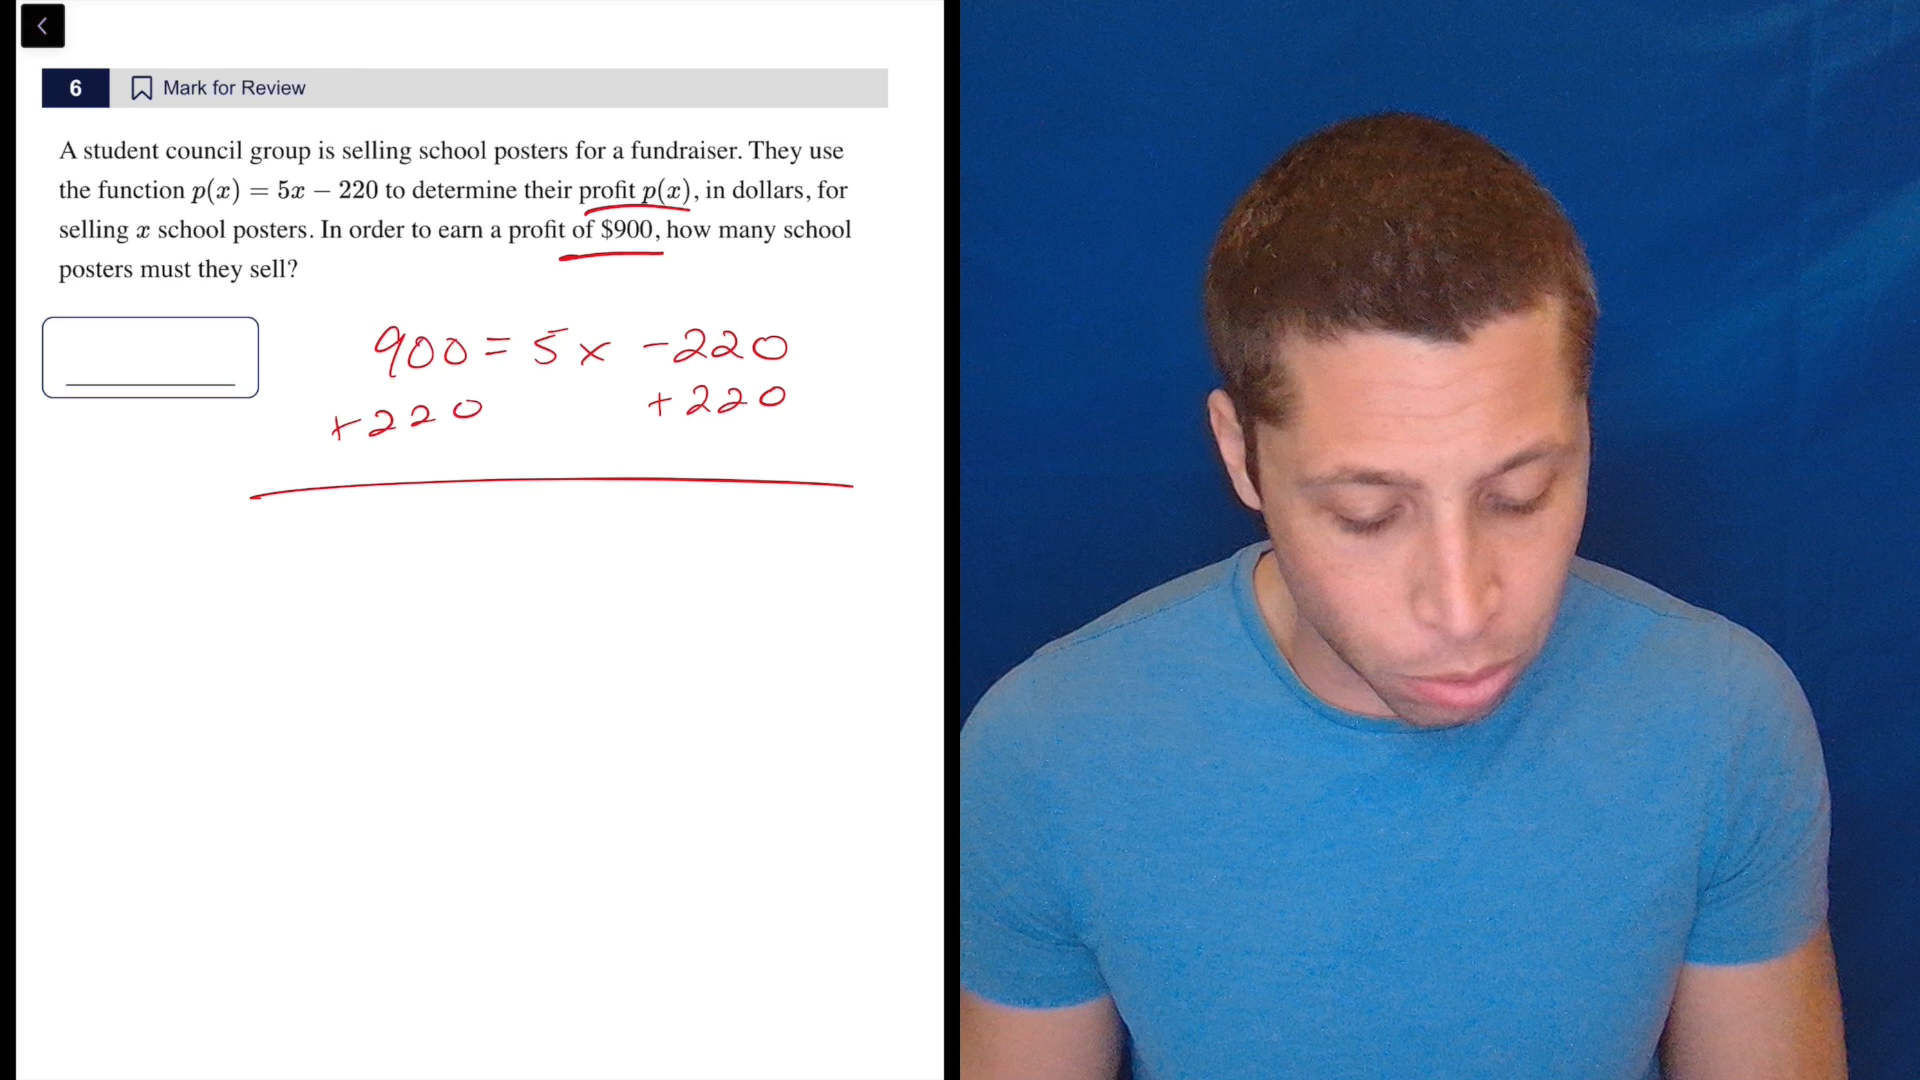 6 Mark for Review
A student council group is selling school posters for a fundraiser. They use
the function p(x) = 5x − 220 to determine their profit p(x), in dollars, for
selling x school posters. In order to earn a profit of $900, how many school
posters must they sell?
900 = 5x -220
+220 +220